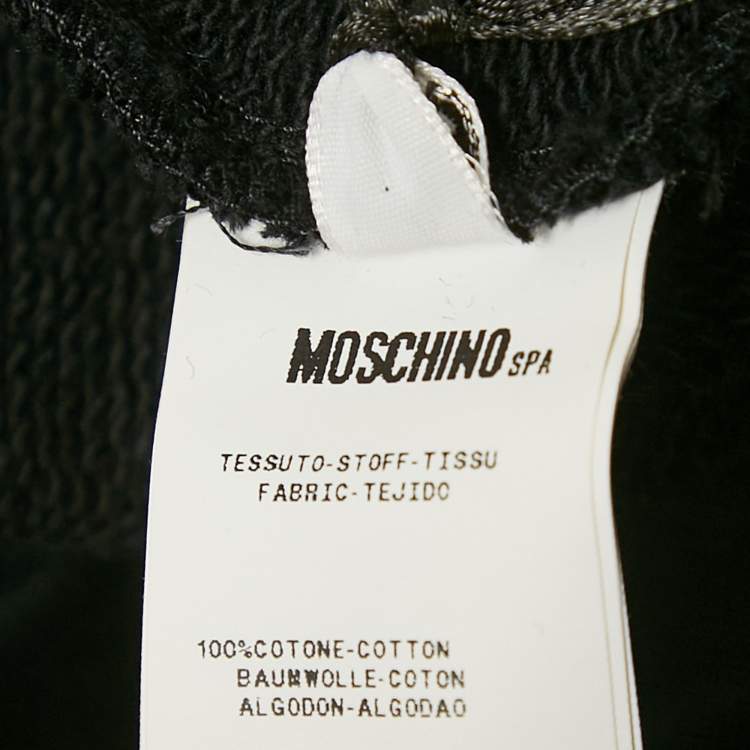 MOSCHINO SPA
TESSUTO-STOFF-TISSU
FABRIC-TEJIDO
100%COTONE-COTTON
BAUMWOLLE-COTON
ALGODON-ALGODAO